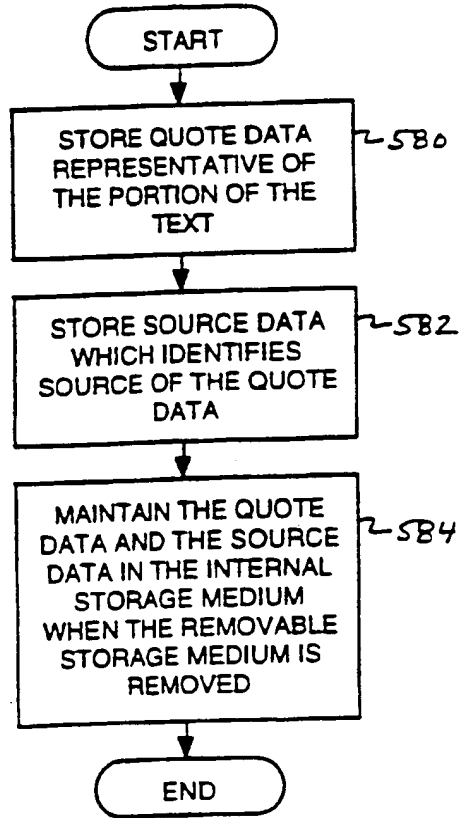 START
STORE QUOTE DATA
REPRESENTATIVE OF
THE PORTION OF THE
TEXT
580
STORE SOURCE DATA
WHICH IDENTIFIES
SOURCE OF THE QUOTE
DATA
582
MAINTAIN THE QUOTE
DATA AND THE SOURCE
DATA IN THE INTERNAL
STORAGE MEDIUM
WHEN THE REMOVABLE
STORAGE MEDIUM IS
REMOVED
584
END